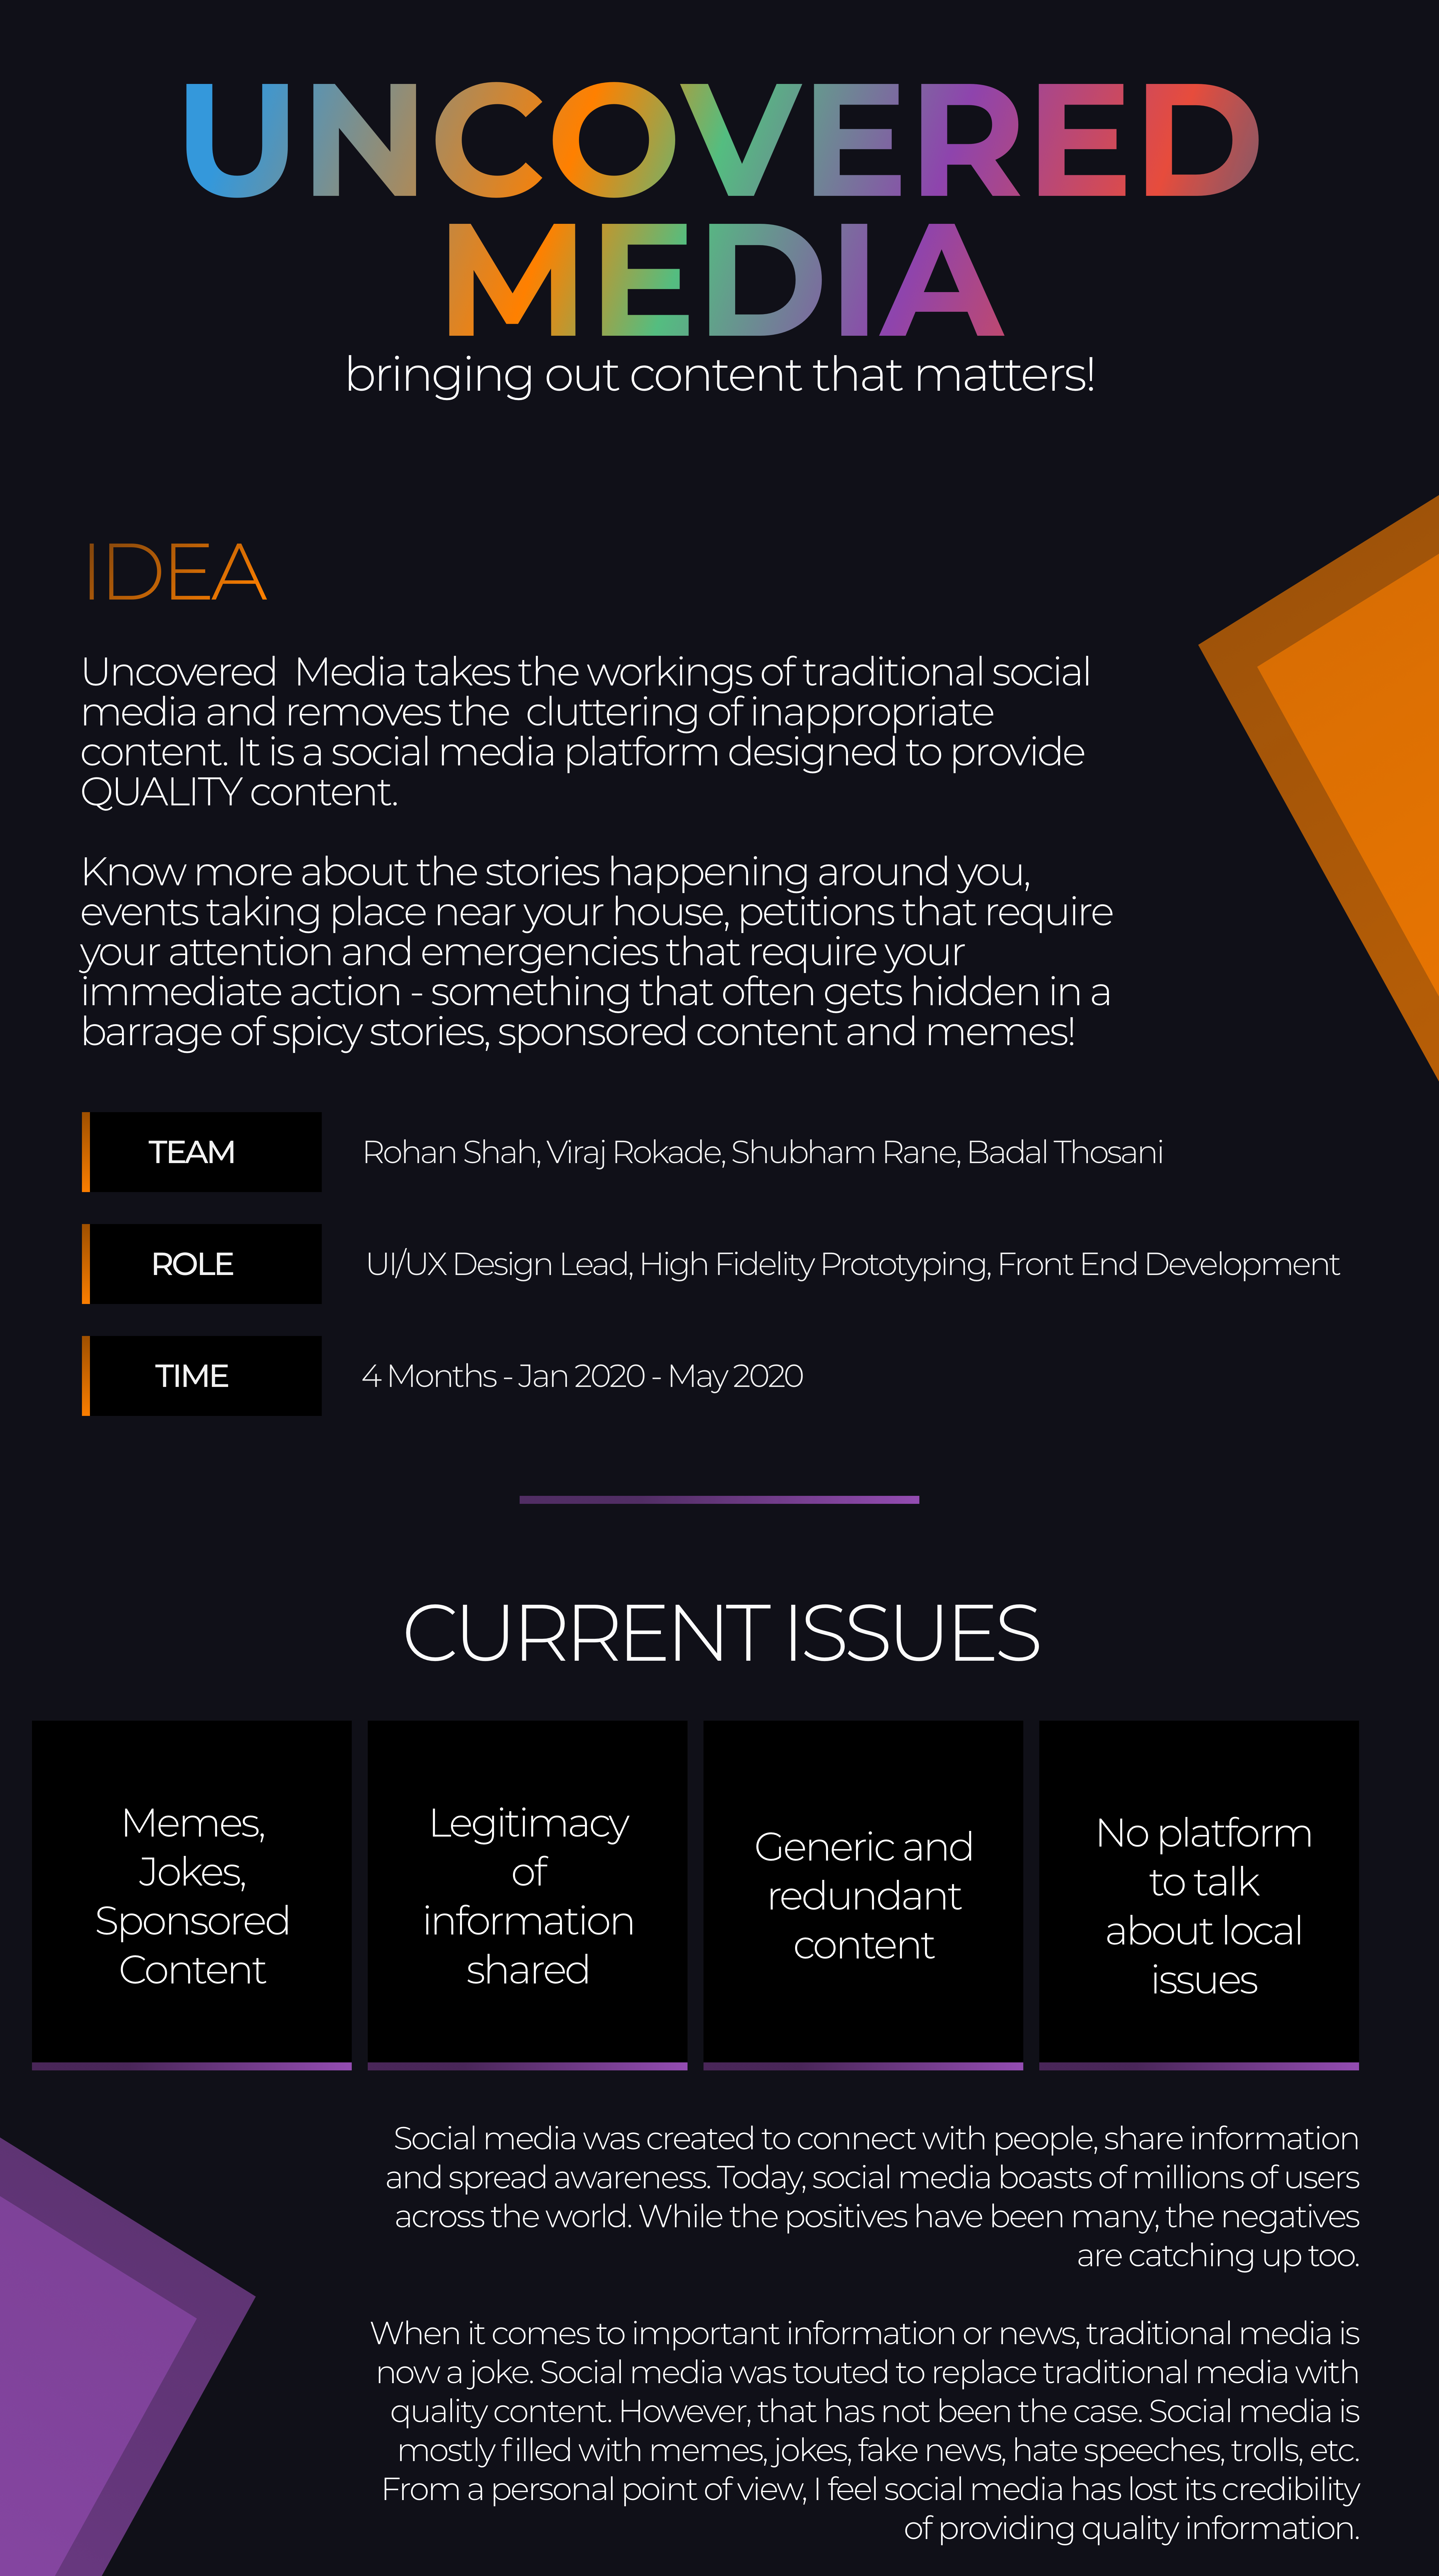 UNCOVERED
MEDIA
bringing out content that matters!
IDEA
Uncovered Media takes the workings of traditional social
media and removes the cluttering of inappropriate
content. It is a social media platform designed to provide
QUALITY content.
Know more about the stories happening around you,
events taking place near your house, petitions that require
your attention and emergencies that require your
immediate action - something that often gets hidden in a
barrage of spicy stories, sponsored content and memes!
TEAM
Rohan Shah, Viraj Rokade, Shubham Rane, Badal Thosani
ROLE
UI/UX Design Lead, High Fidelity Prototyping, Front End Development
TIME
4 Months - Jan 2020 - May 2020
CURRENT ISSUES
Memes,
Jokes,
Sponsored
Content
Legitimacy
of
information
shared
Generic and
redundant
content
No platform
to talk
about local
issues
Social media was created to connect with people, share information
and spread awareness. Today, social media boasts of millions of users
across the world. While the positives have been many, the negatives
are catching up too.
When it comes to important information or news, traditional media is
now a joke. Social media was touted to replace traditional media with
quality content. However, that has not been the case. Social media is
mostly filled with memes, jokes, fake news, hate speeches, trolls, etc.
From a personal point of view, I feel social media has lost its credibility
of providing quality information.